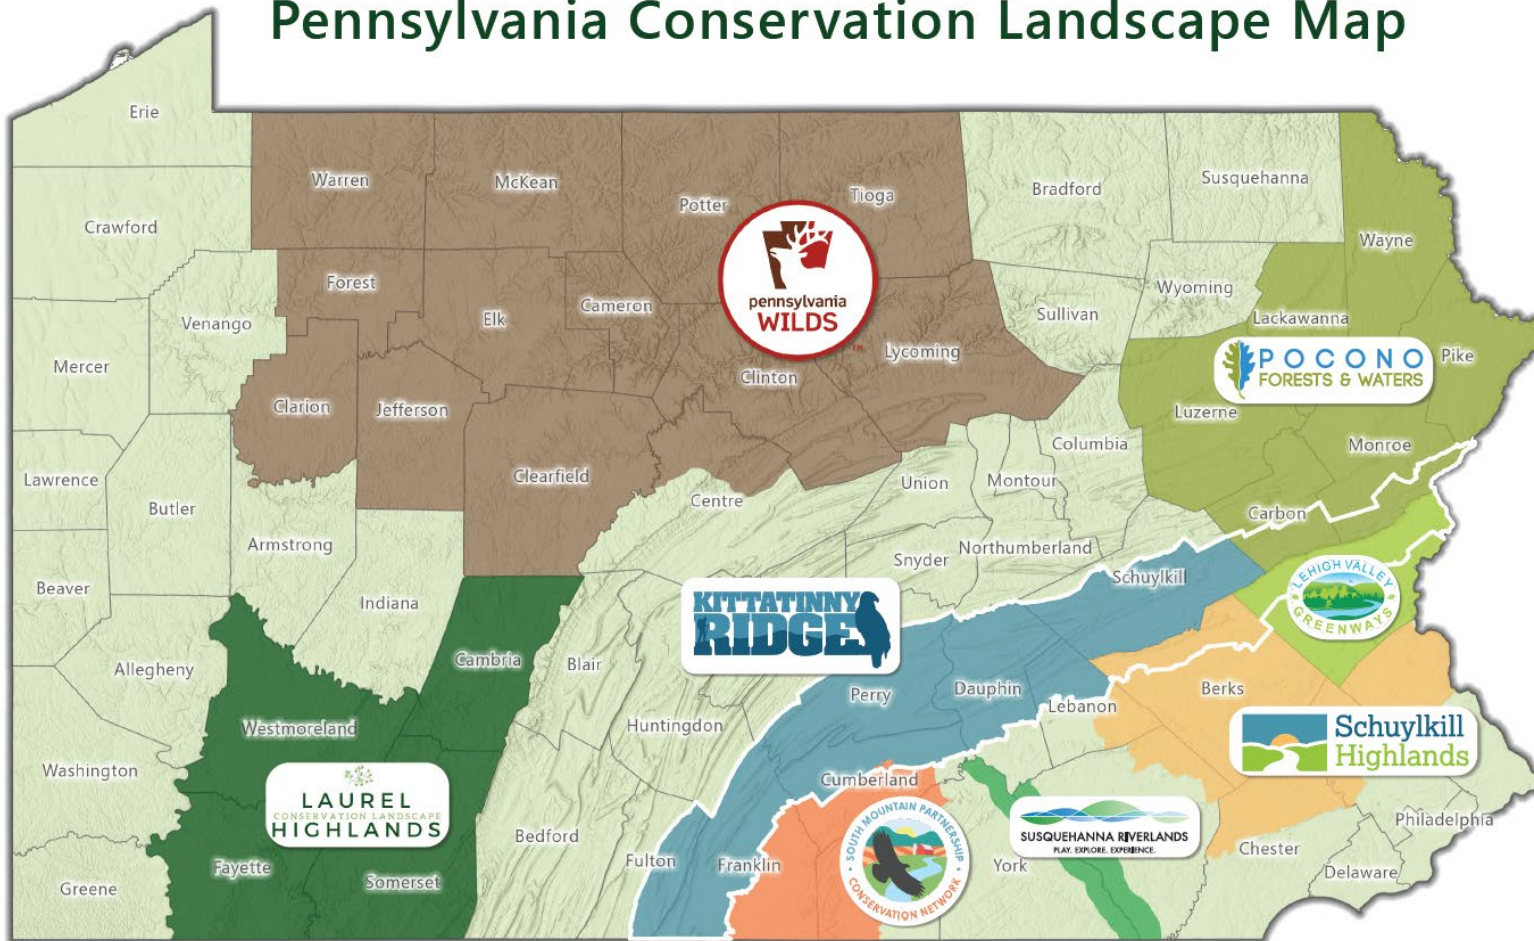 Pennsylvania Conservation Landscape Map
Erie
Warren
McKean
Potter
Tioga
Bradford
Susquehanna
Wayne
Crawford
Forest
Elk
Cameron
pennsylvania
WILDS
TM
Clinton
Lycoming
Sullivan
Wyoming
Lackawanna
Venango
POCONO
FORESTS & WATERS
Pike
Mercer
Clarion
Jefferson
Luzerne
Columbia
Monroe
Lawrence
Butler
Clearfield
Centre
Union
Montour
Carbon
Armstrong
Snyder
Northumberland
Schuylkill
Beaver
Indiana
KITTATINNY
RIDGE
LEHIGH VALLEY
GREENWAYS
Allegheny
Cambria
Blair
Perry
Dauphin
Lebanon
Berks
Westmoreland
Huntingdon
Schuylkill
Highlands
Washington
LAUREL
CONSERVATION LANDSCAPE
HIGHLANDS
Cumberland
SOUTH MOUNTAIN PARTNERSHIP
CONSERVATION NETWORK
SUSQUEHANNA RIVERLANDS
PLAY. EXPLORE. EXPERIENCE.
Bedford
Philadelphia
Chester
Greene
Fayette
Somerset
Fulton
Franklin
York
Delaware